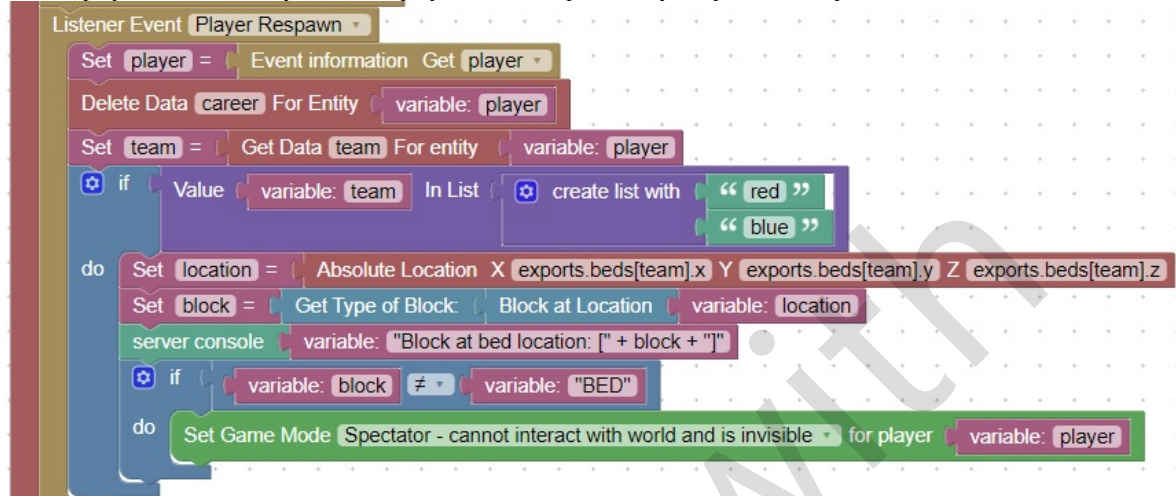 Listener Event Player Respawn
Set player = Event information Get player
Delete Data career For Entity variable: player
Set team = Get Data team For entity variable: player
if Value variable: team In List create list with “ red ”
“ blue ”
do Set location = Absolute Location X exports.beds[team].x Y exports.beds[team].y Z exports.beds[team].z
Set block = Get Type of Block: Block at Location variable: location
server console variable: "Block at bed location: [" + block + "]"
if variable: block ≠ variable: "BED"
do Set Game Mode Spectator - cannot interact with world and is invisible for player variable: player
with